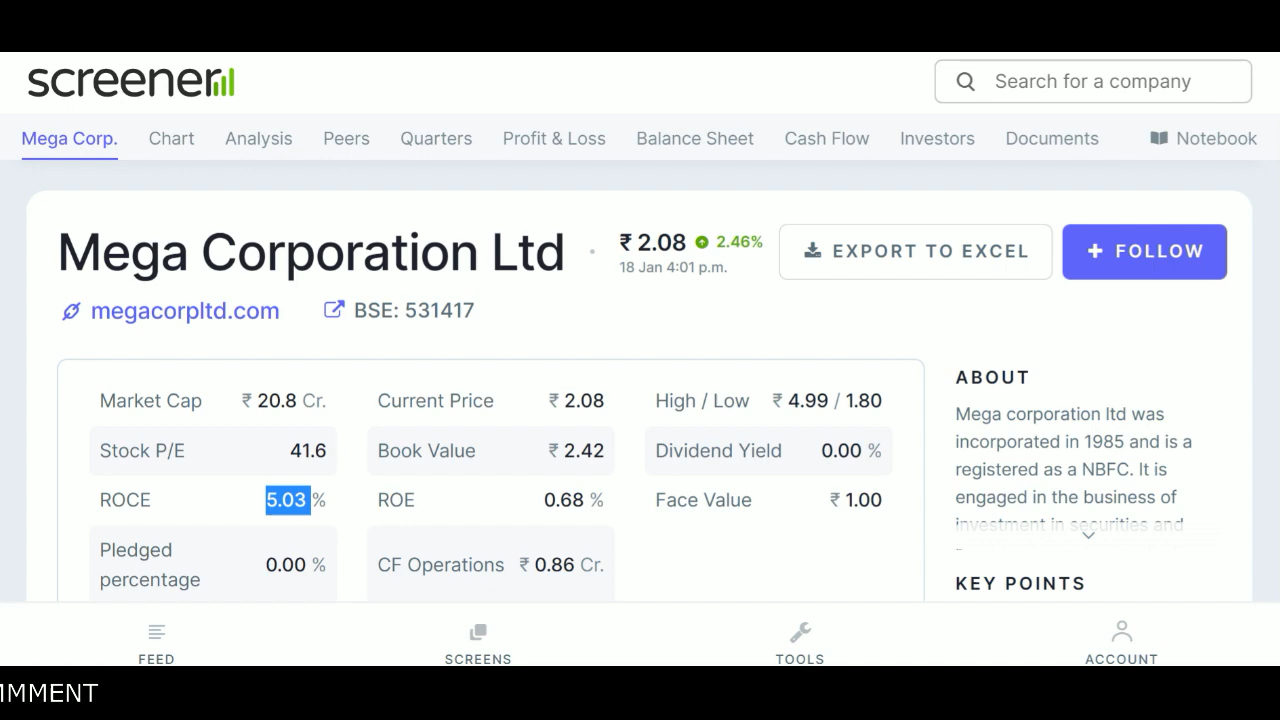 screener
Search for a company
Mega Corp. Chart Analysis Peers Quarters Profit & Loss Balance Sheet Cash Flow Investors Documents Notebook
Mega Corporation Ltd
₹ 2.08 2.46%
18 Jan 4:01 p.m.
EXPORT TO EXCEL
+ FOLLOW
megacorpltd.com BSE: 531417
Market Cap ₹ 20.8 Cr. Current Price ₹ 2.08 High / Low ₹ 4.99 / 1.80
Stock P/E 41.6 Book Value ₹ 2.42 Dividend Yield 0.00 %
ROCE 5.03 % ROE 0.68 % Face Value ₹ 1.00
Pledged
percentage 0.00 % CF Operations ₹ 0.86 Cr.
ABOUT
Mega corporation ltd was
incorporated in 1985 and is a
registered as a NBFC. It is
engaged in the business of
investment in securities and
KEY POINTS
FEED SCREENS TOOLS ACCOUNT
MMENT